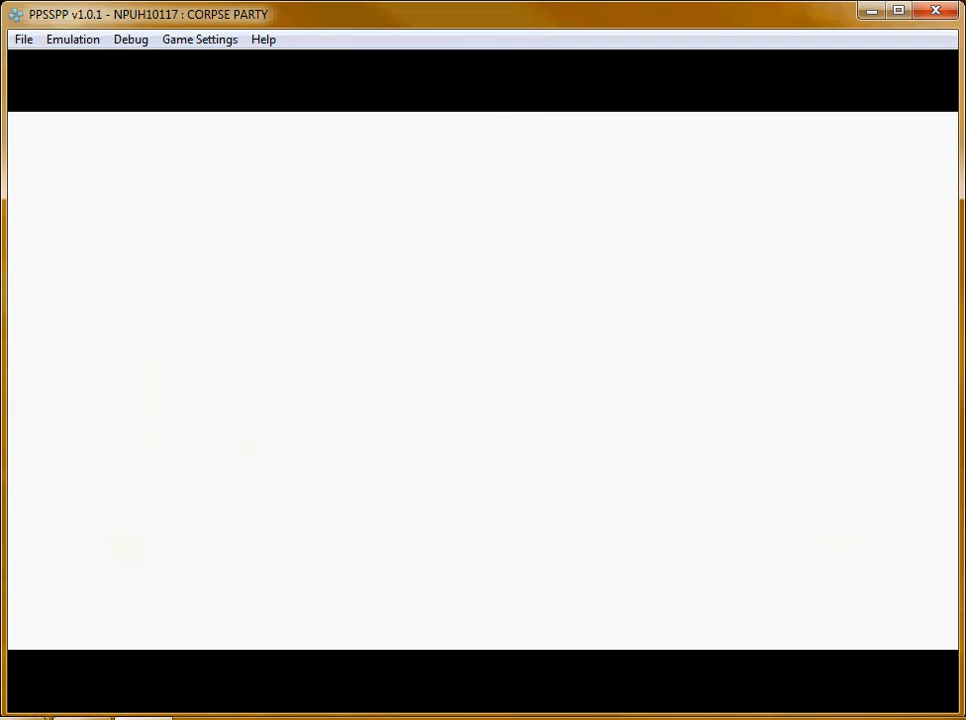 PPSSPP v1.0.1 - NPUH10117 : CORPSE PARTY
File Emulation Debug Game Settings Help